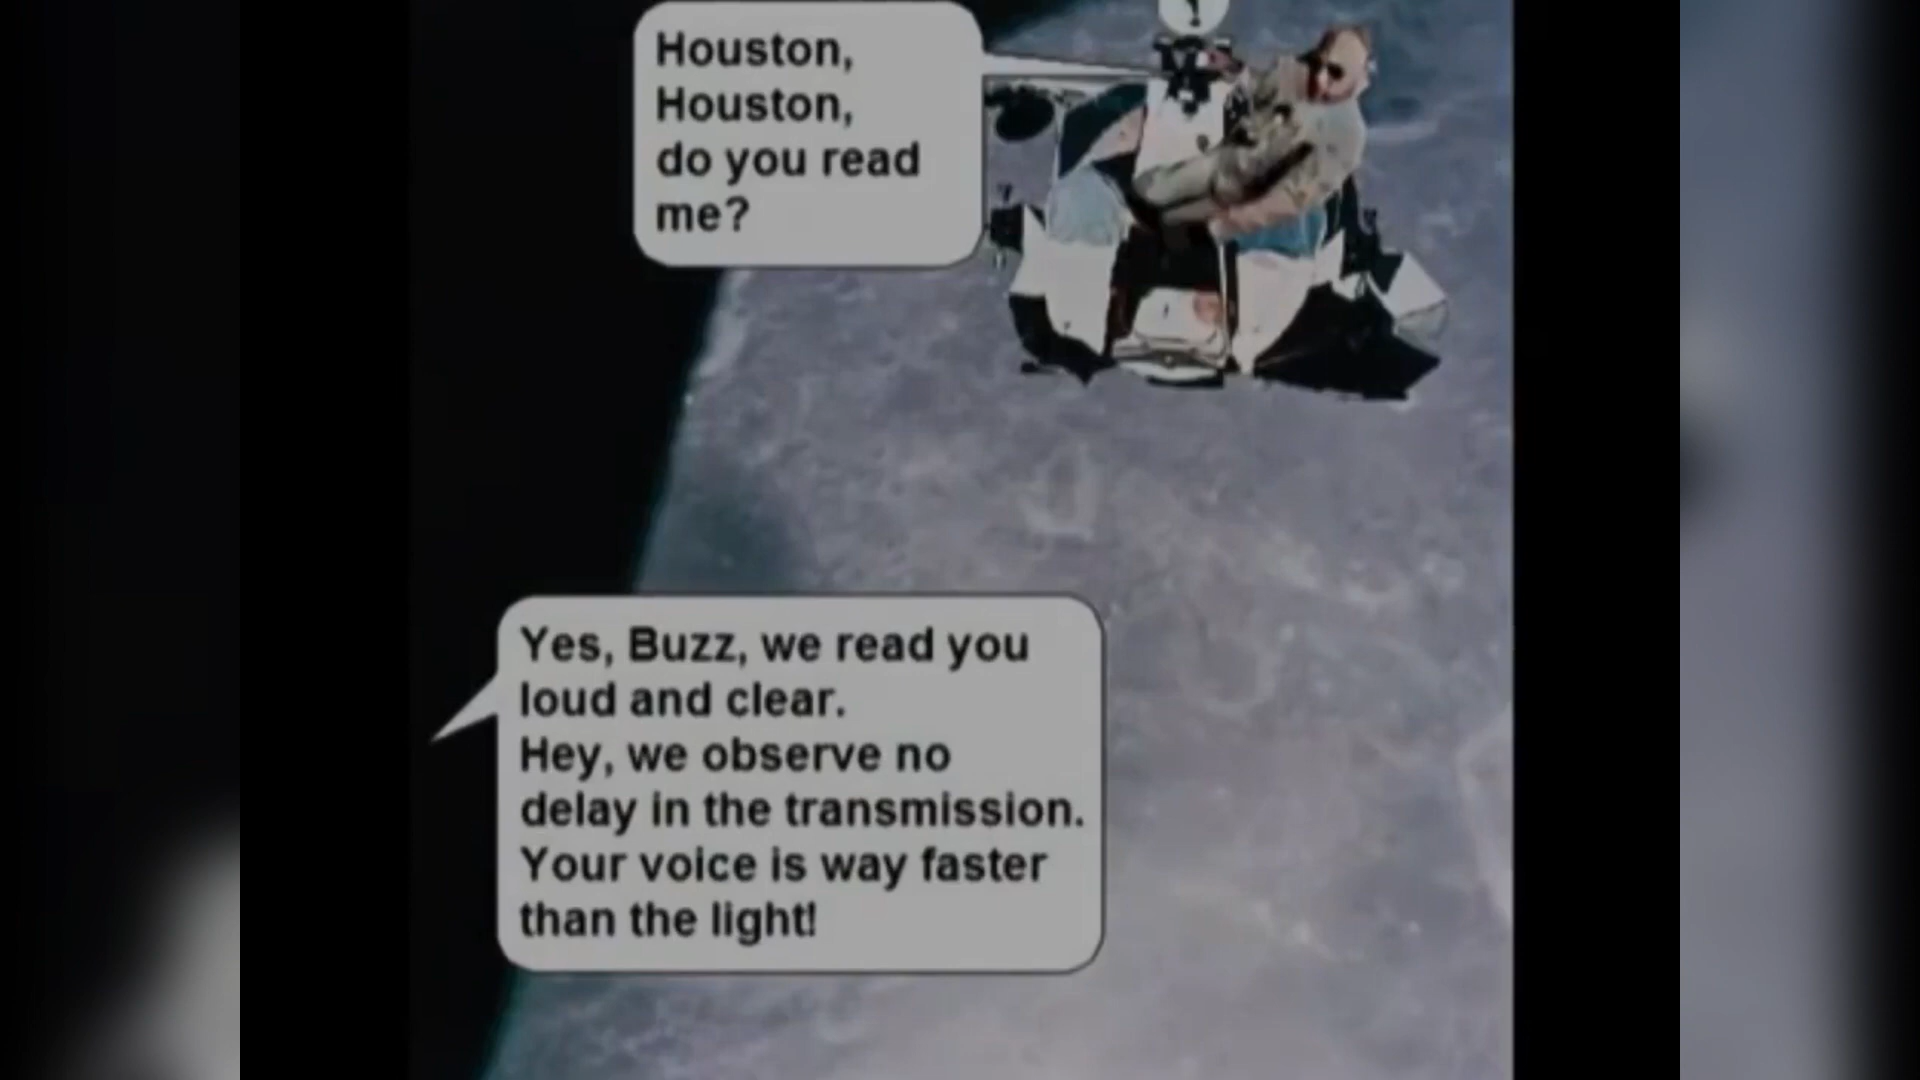 Houston,
Houston,
do you read
me?
Yes, Buzz, we read you
loud and clear.
Hey, we observe no
delay in the transmission.
Your voice is way faster
than the light!